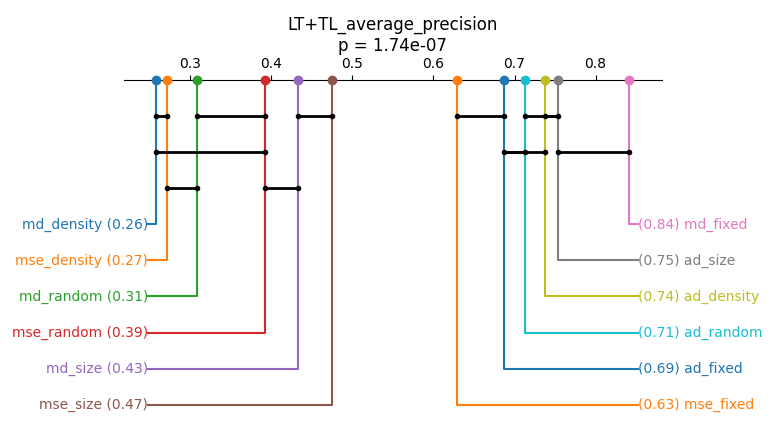 LT+TL_average_precision
p = 1.74e-07
0.3 0.4 0.5 0.6 0.7 0.8
md_density (0.26)
(0.84) md_fixed
mse_density (0.27)
(0.75) ad_size
md_random (0.31)
(0.74) ad_density
mse_random (0.39)
(0.71) ad_random
md_size (0.43)
(0.69) ad_fixed
mse_size (0.47)
(0.63) mse_fixed